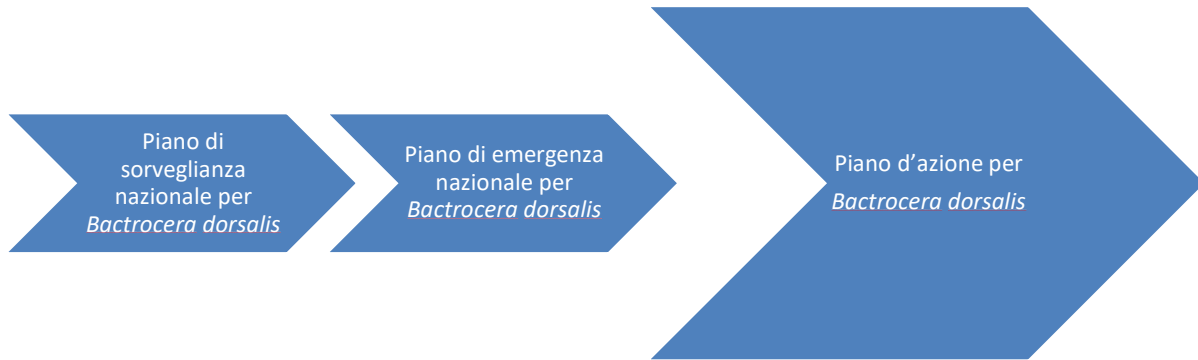 Piano di
sorveglianza
nazionale per
Bactrocera dorsalis
Piano di emergenza
nazionale per
Bactrocera dorsalis
Piano d’azione per
Bactrocera dorsalis